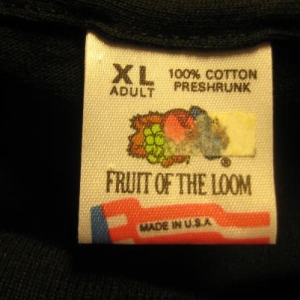 XL 100% COTTON
ADULT PRESHRUNK
®
FRUIT OF THE LOOM
MADE IN U.S.A.